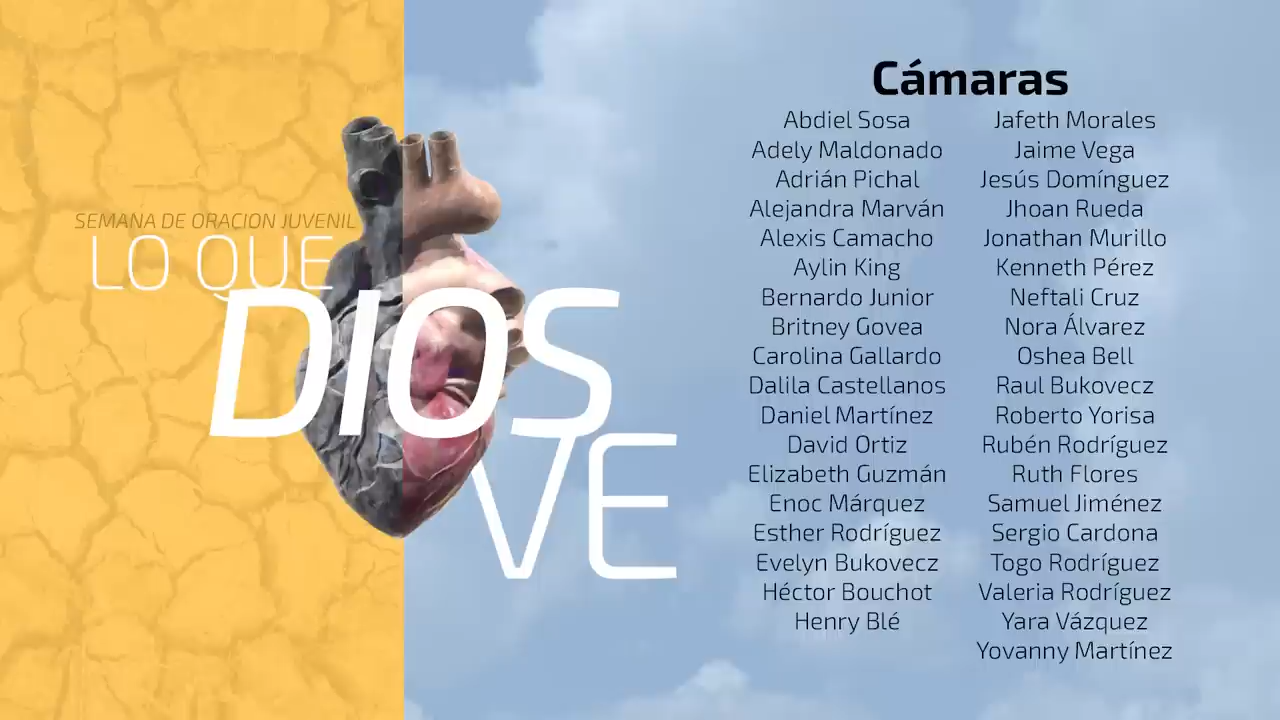 SEMANA DE ORACION JUVENIL
LO QUE
DIOS
VE
Cámaras
Abdiel Sosa
Adely Maldonado
Adrián Pichal
Alejandra Marván
Alexis Camacho
Aylin King
Bernardo Junior
Britney Govea
Carolina Gallardo
Dalila Castellanos
Daniel Martínez
David Ortiz
Elizabeth Guzmán
Enoc Márquez
Esther Rodríguez
Evelyn Bukovecz
Héctor Bouchot
Henry Blé
Jafeth Morales
Jaime Vega
Jesús Domínguez
Jhoan Rueda
Jonathan Murillo
Kenneth Pérez
Neftali Cruz
Nora Álvarez
Oshea Bell
Raul Bukovecz
Roberto Yorisa
Rubén Rodríguez
Ruth Flores
Samuel Jiménez
Sergio Cardona
Togo Rodríguez
Valeria Rodríguez
Yara Vázquez
Yovanny Martínez